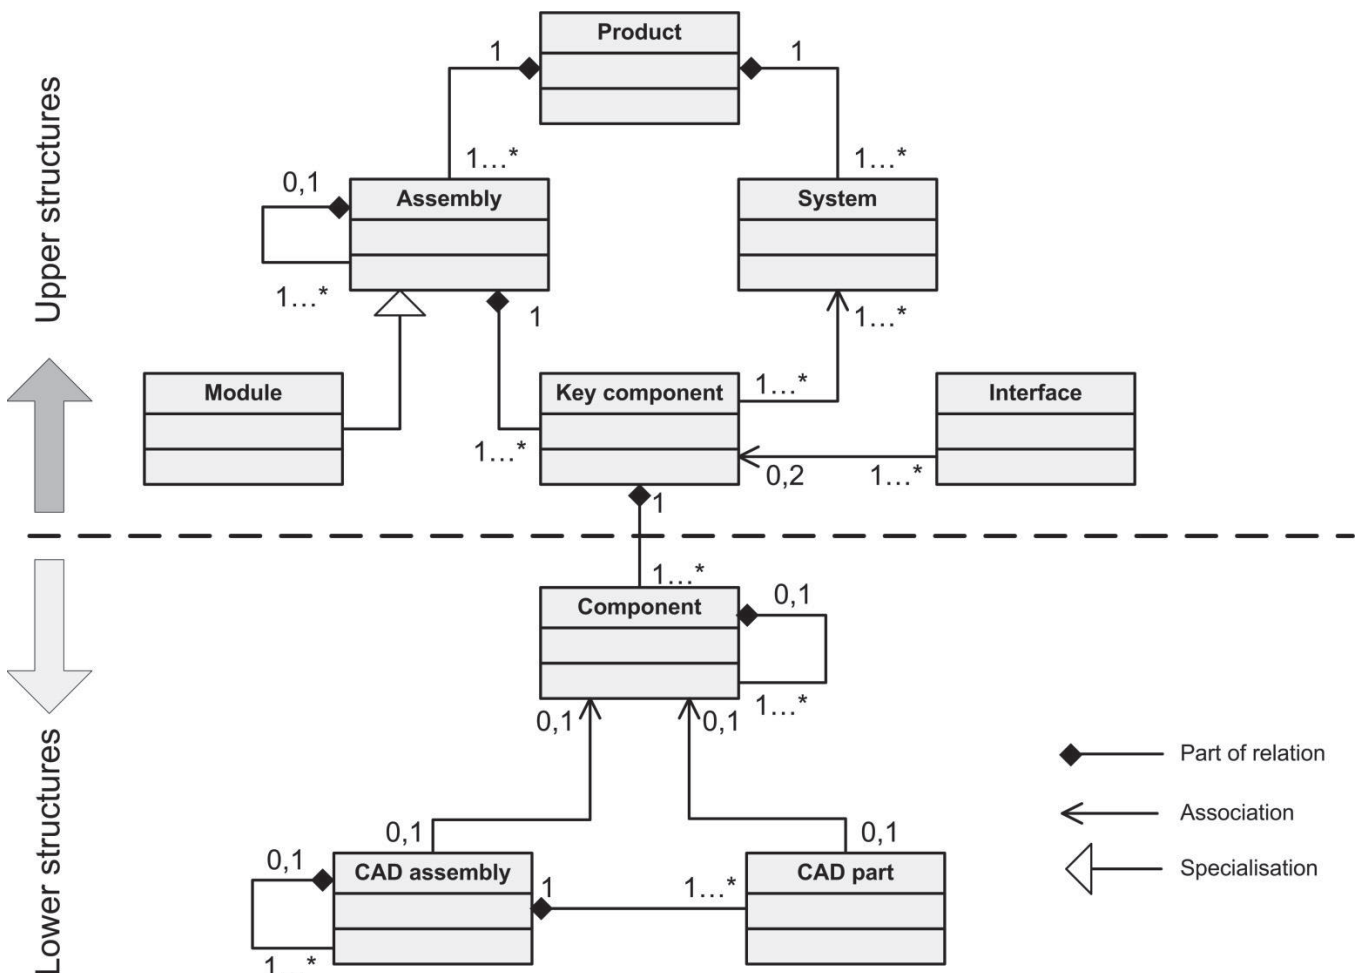 Product
1
1
1...*
1...*
Upper structures
0,1
Assembly
System
1...*
1
1...*
Module
Key component
1...*
Interface
1...*
0,2
1...*
1
1...*
Component
0,1
1...*
0,1
0,1
Lower structures
0,1
0,1
0,1
CAD assembly
1
1...*
CAD part
1...*
Part of relation
Association
Specialisation